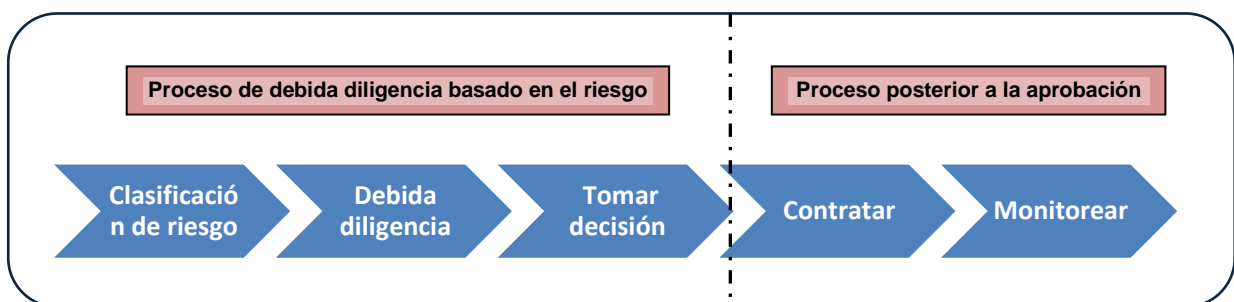 Proceso de debida diligencia basado en el riesgo
Proceso posterior a la aprobación
Clasificació
n de riesgo
Debida
diligencia
Tomar
decisión
Contratar
Monitorear